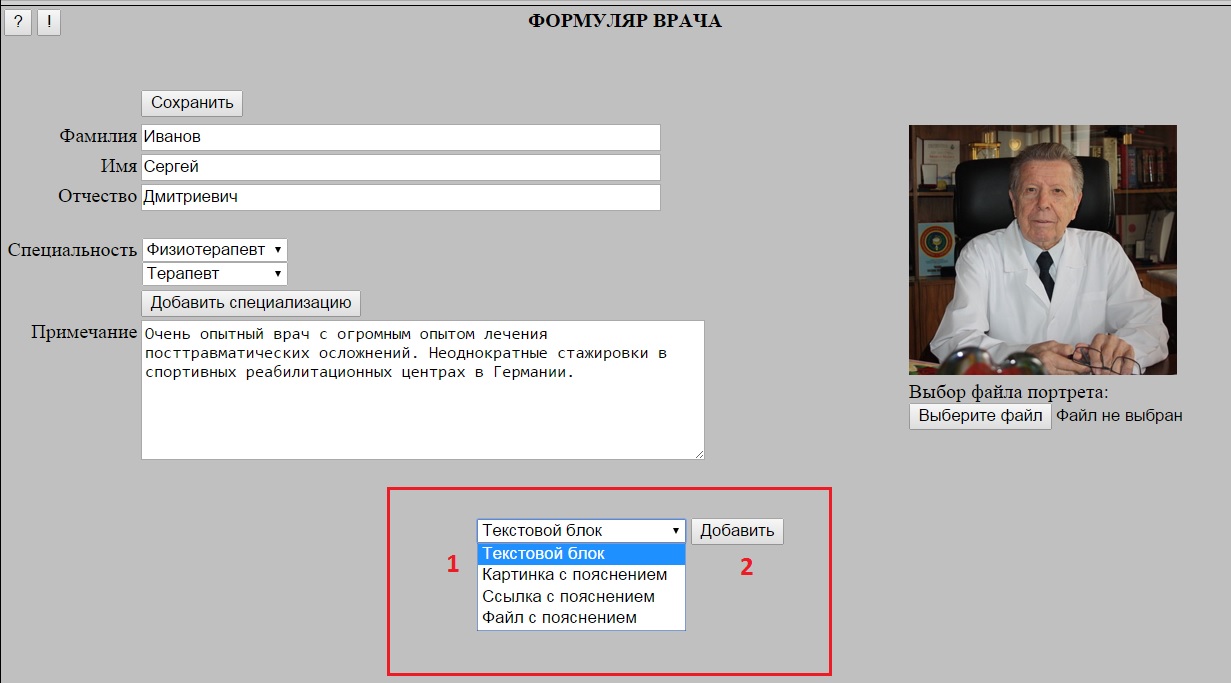 ? !
ФОРМУЛЯР ВРАЧА
Сохранить
Фамилия Иванов
Имя Сергей
Отчество Дмитриевич
Специальность Физиотерапевт
Терапевт
Добавить специализацию
Примечание Очень опытный врач с огромным опытом лечения
посттравматических осложнений. Неоднократные стажировки в
спортивных реабилитационных центрах в Германии.
Выбор файла портрета:
Выберите файл Файл не выбран
Текстовой блок Добавить
1 Текстовой блок 2
Картинка с пояснением
Ссылка с пояснением
Файл с пояснением